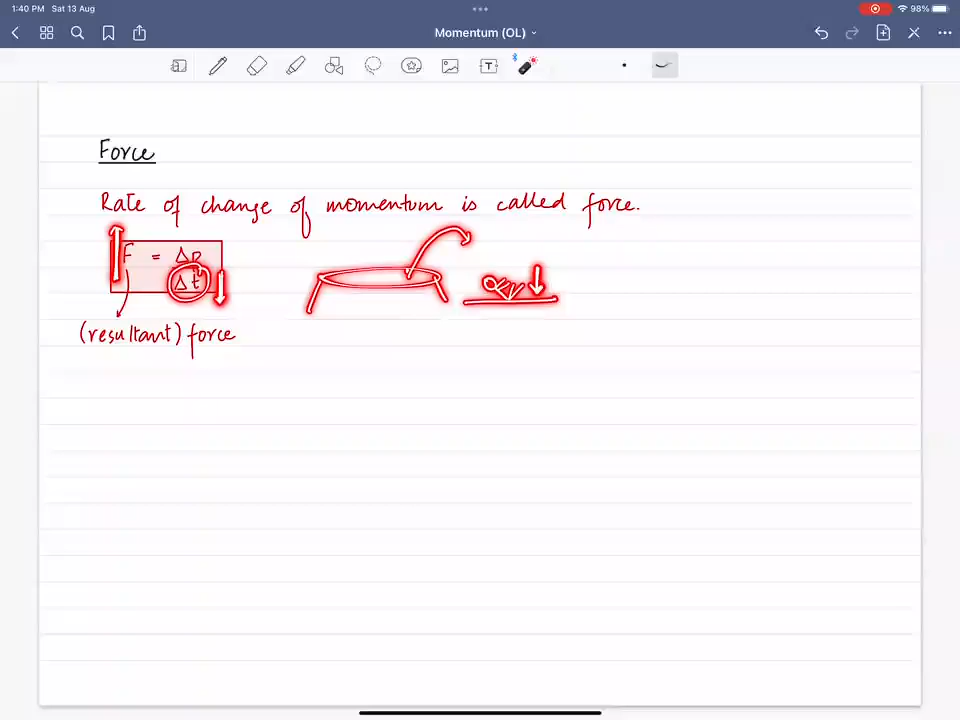 1:40 PM Sat 13 Aug
98%
Momentum (OL)
T
Force
Rate of change of momentum is called force.
F = Δp
Δt
(resultant) force